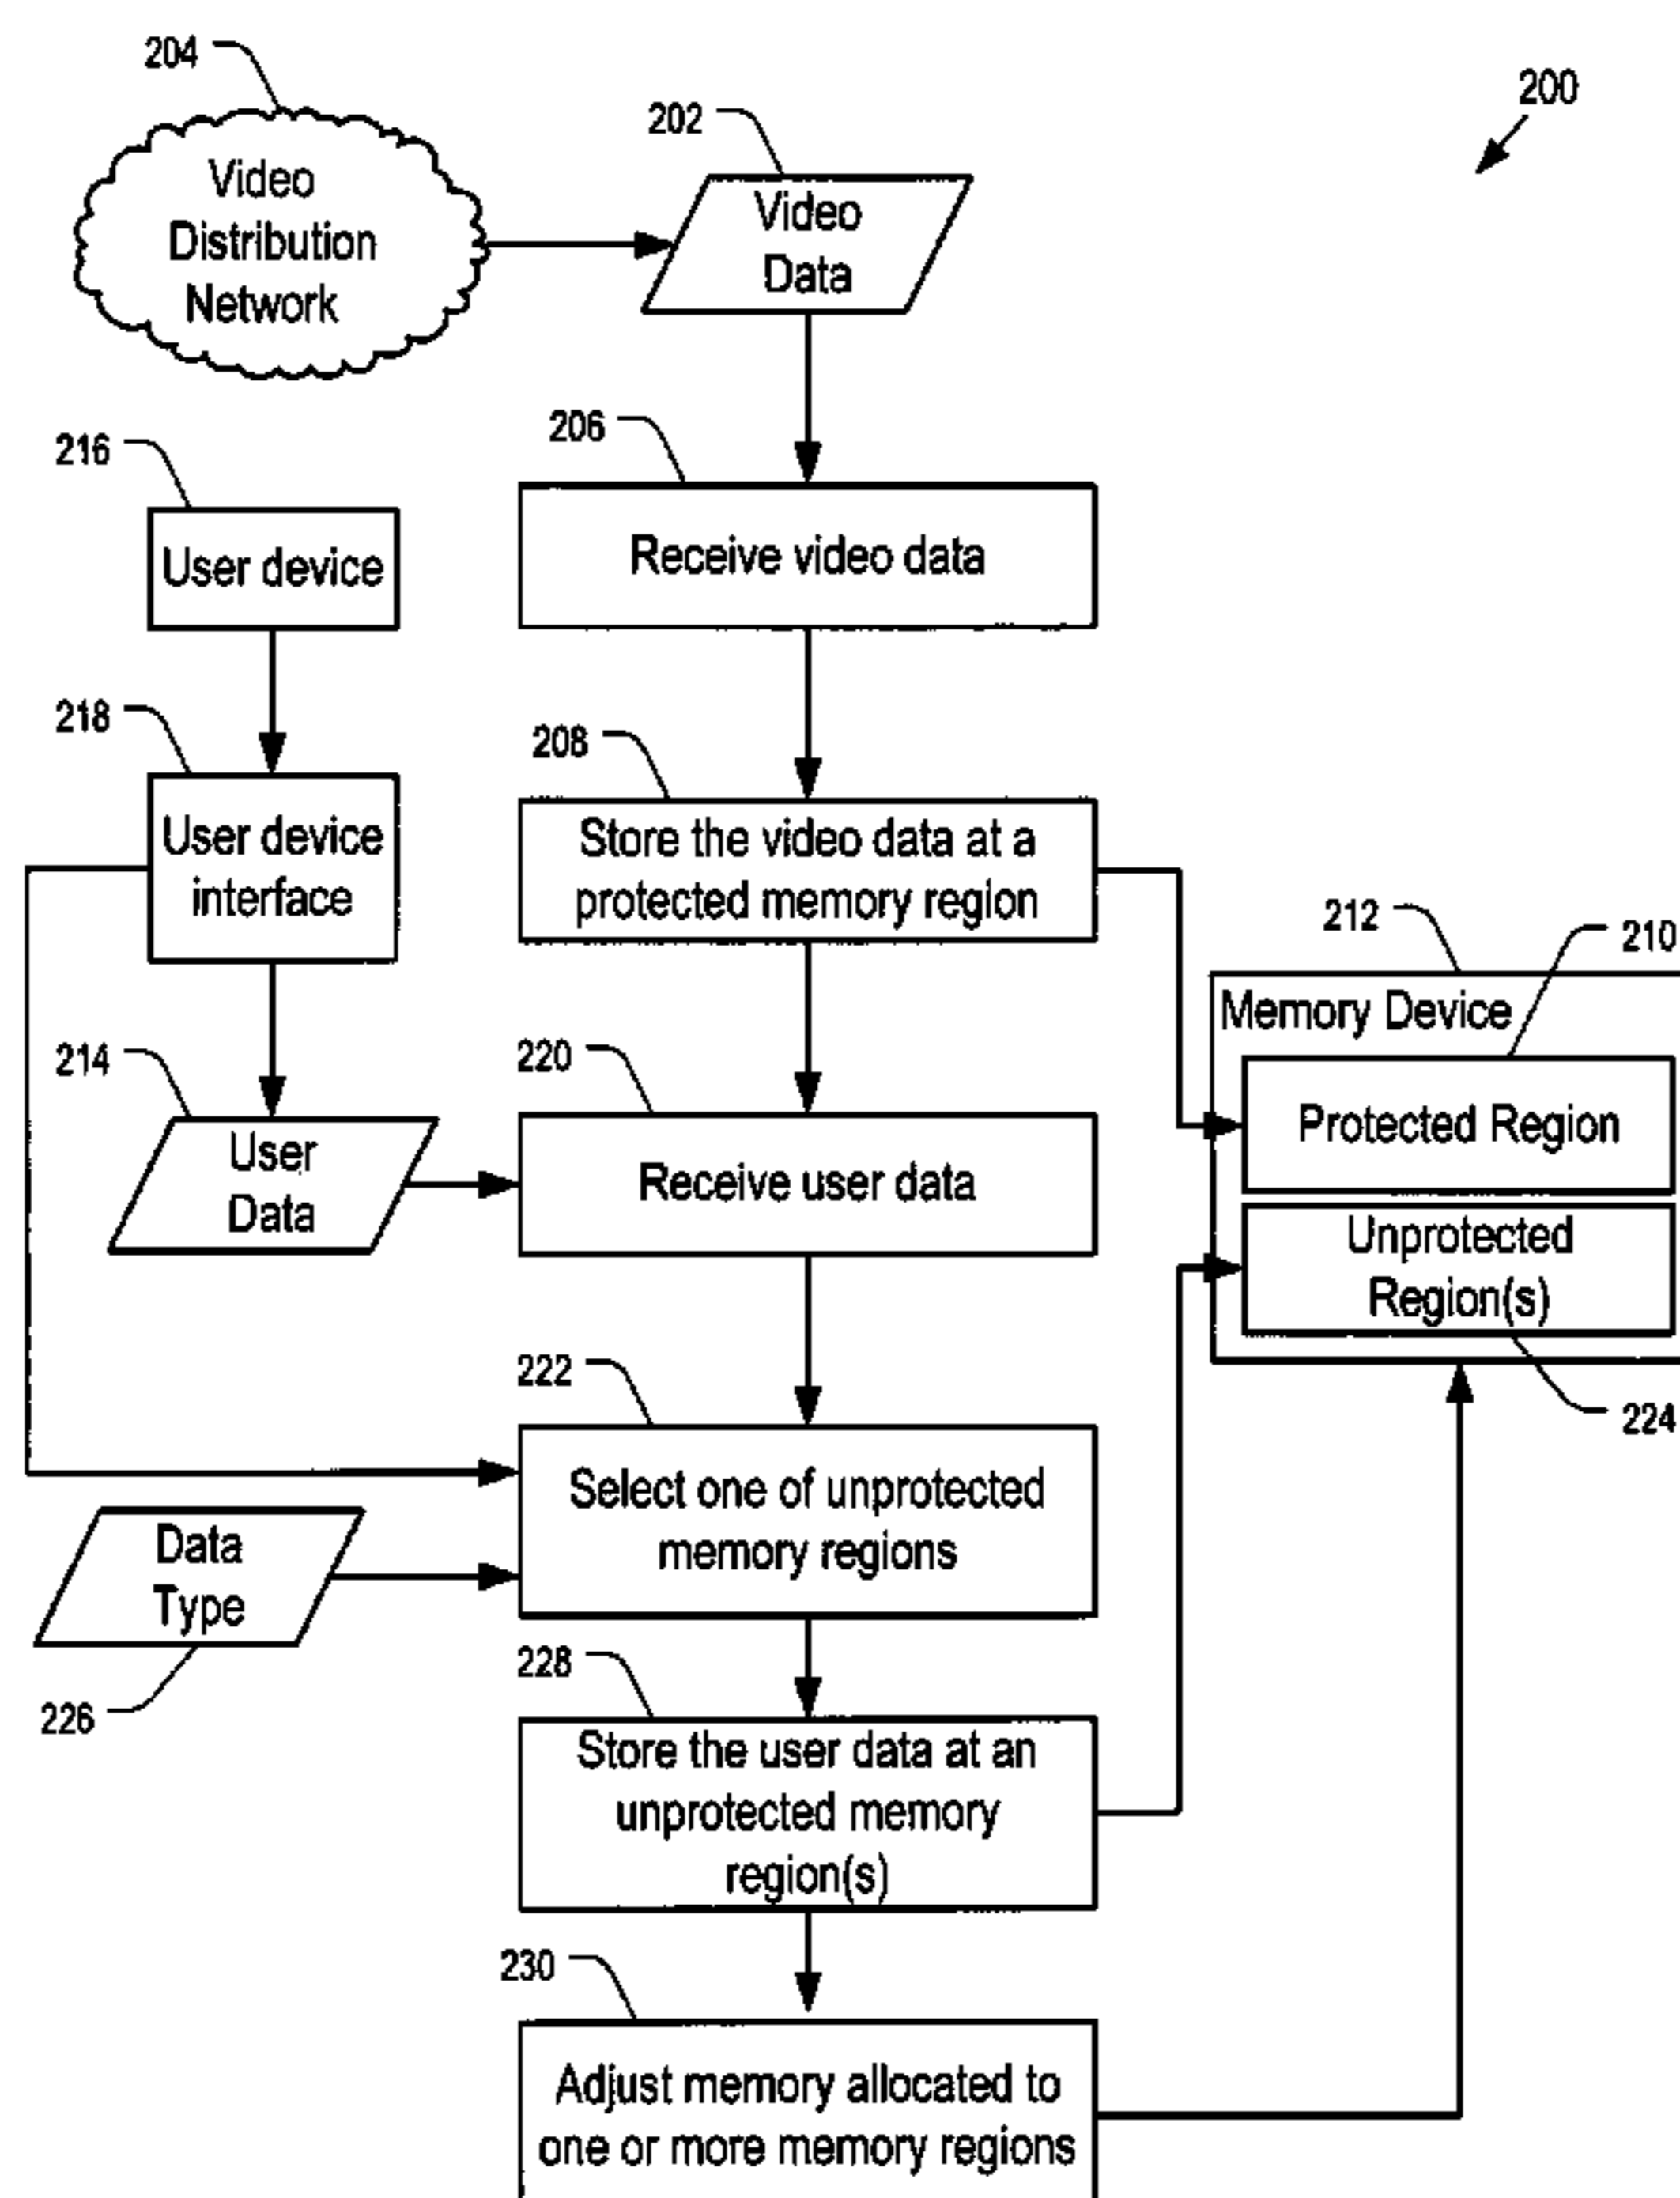 204
Video
Distribution
Network
202
Video
Data
200
206
Receive video data
216
User device
218
User device
interface
208
Store the video data at a
protected memory region
212
210
Memory Device
Protected Region
Unprotected
Region(s)
224
214
User
Data
220
Receive user data
222
Select one of unprotected
memory regions
Data
Type
226
228
Store the user data at an
unprotected memory
region(s)
230
Adjust memory allocated to
one or more memory regions